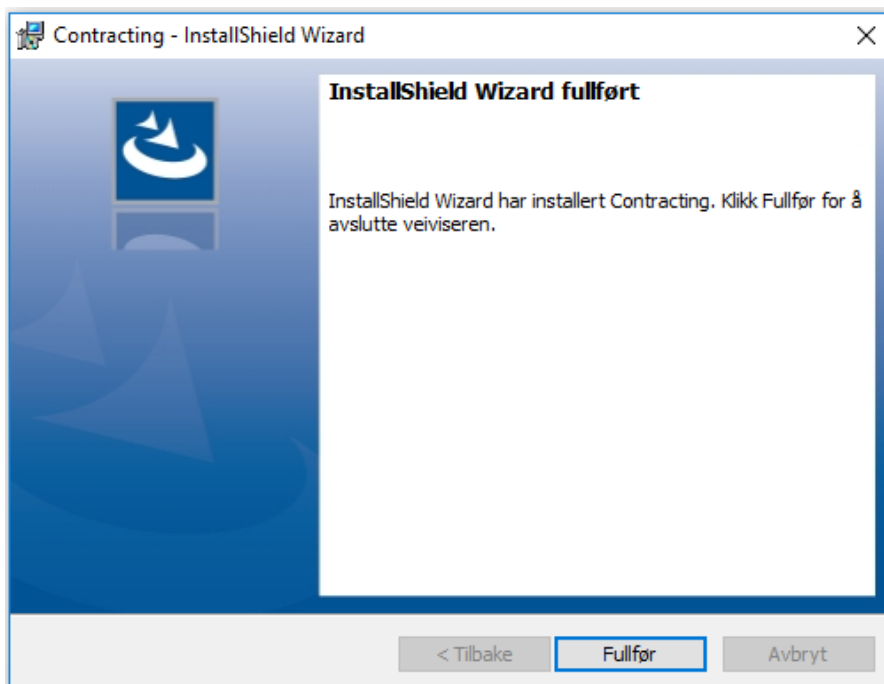 Contracting - InstallShield Wizard
InstallShield Wizard fullført
InstallShield Wizard har installert Contracting. Klikk Fullfør for å
avslutte veiviseren.
< Tilbake
Fullfør
Avbryt